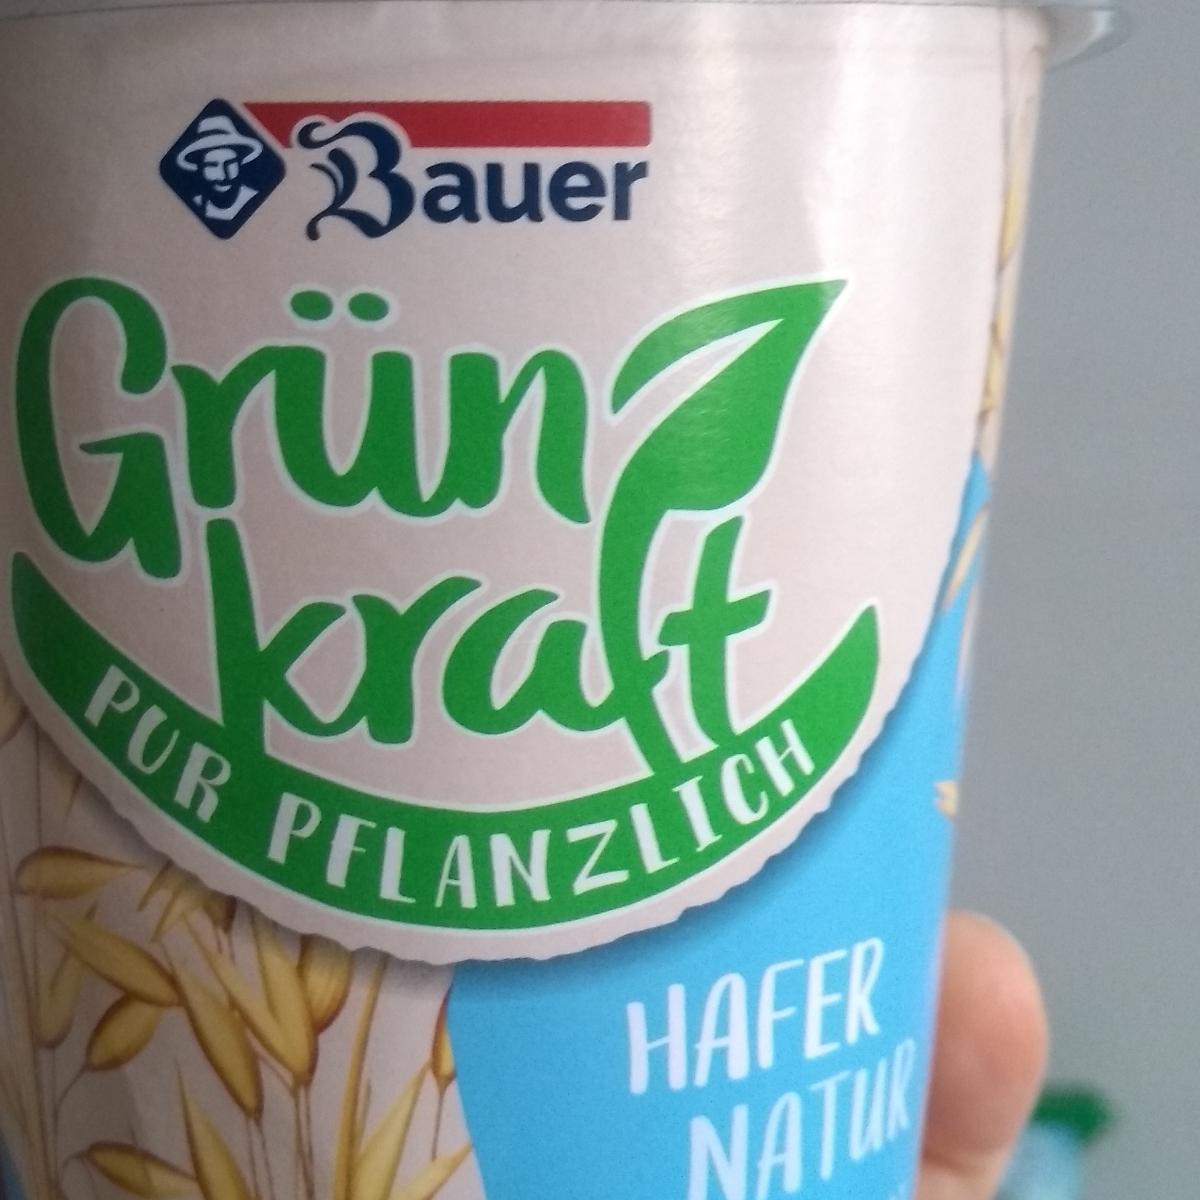 Bauer
Grün
kraft
PUR PFLANZLICH
HAFER
NATUR